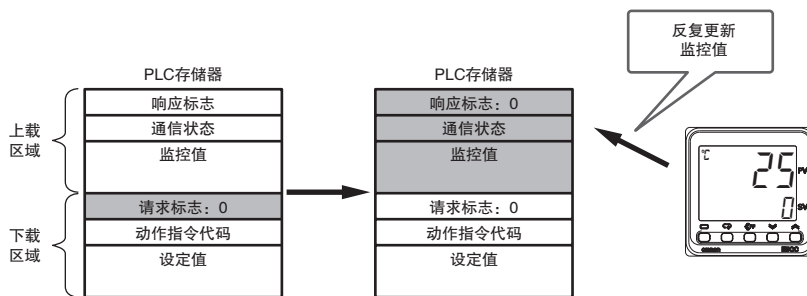 反复更新
监控值
PLC存储器
上载
区域
响应标志
通信状态
监控值
下载
区域
请求标志：0
动作指令代码
设定值
PLC存储器
响应标志：0
通信状态
监控值
请求标志：0
动作指令代码
设定值
℃
25
PV
0
SV
omron